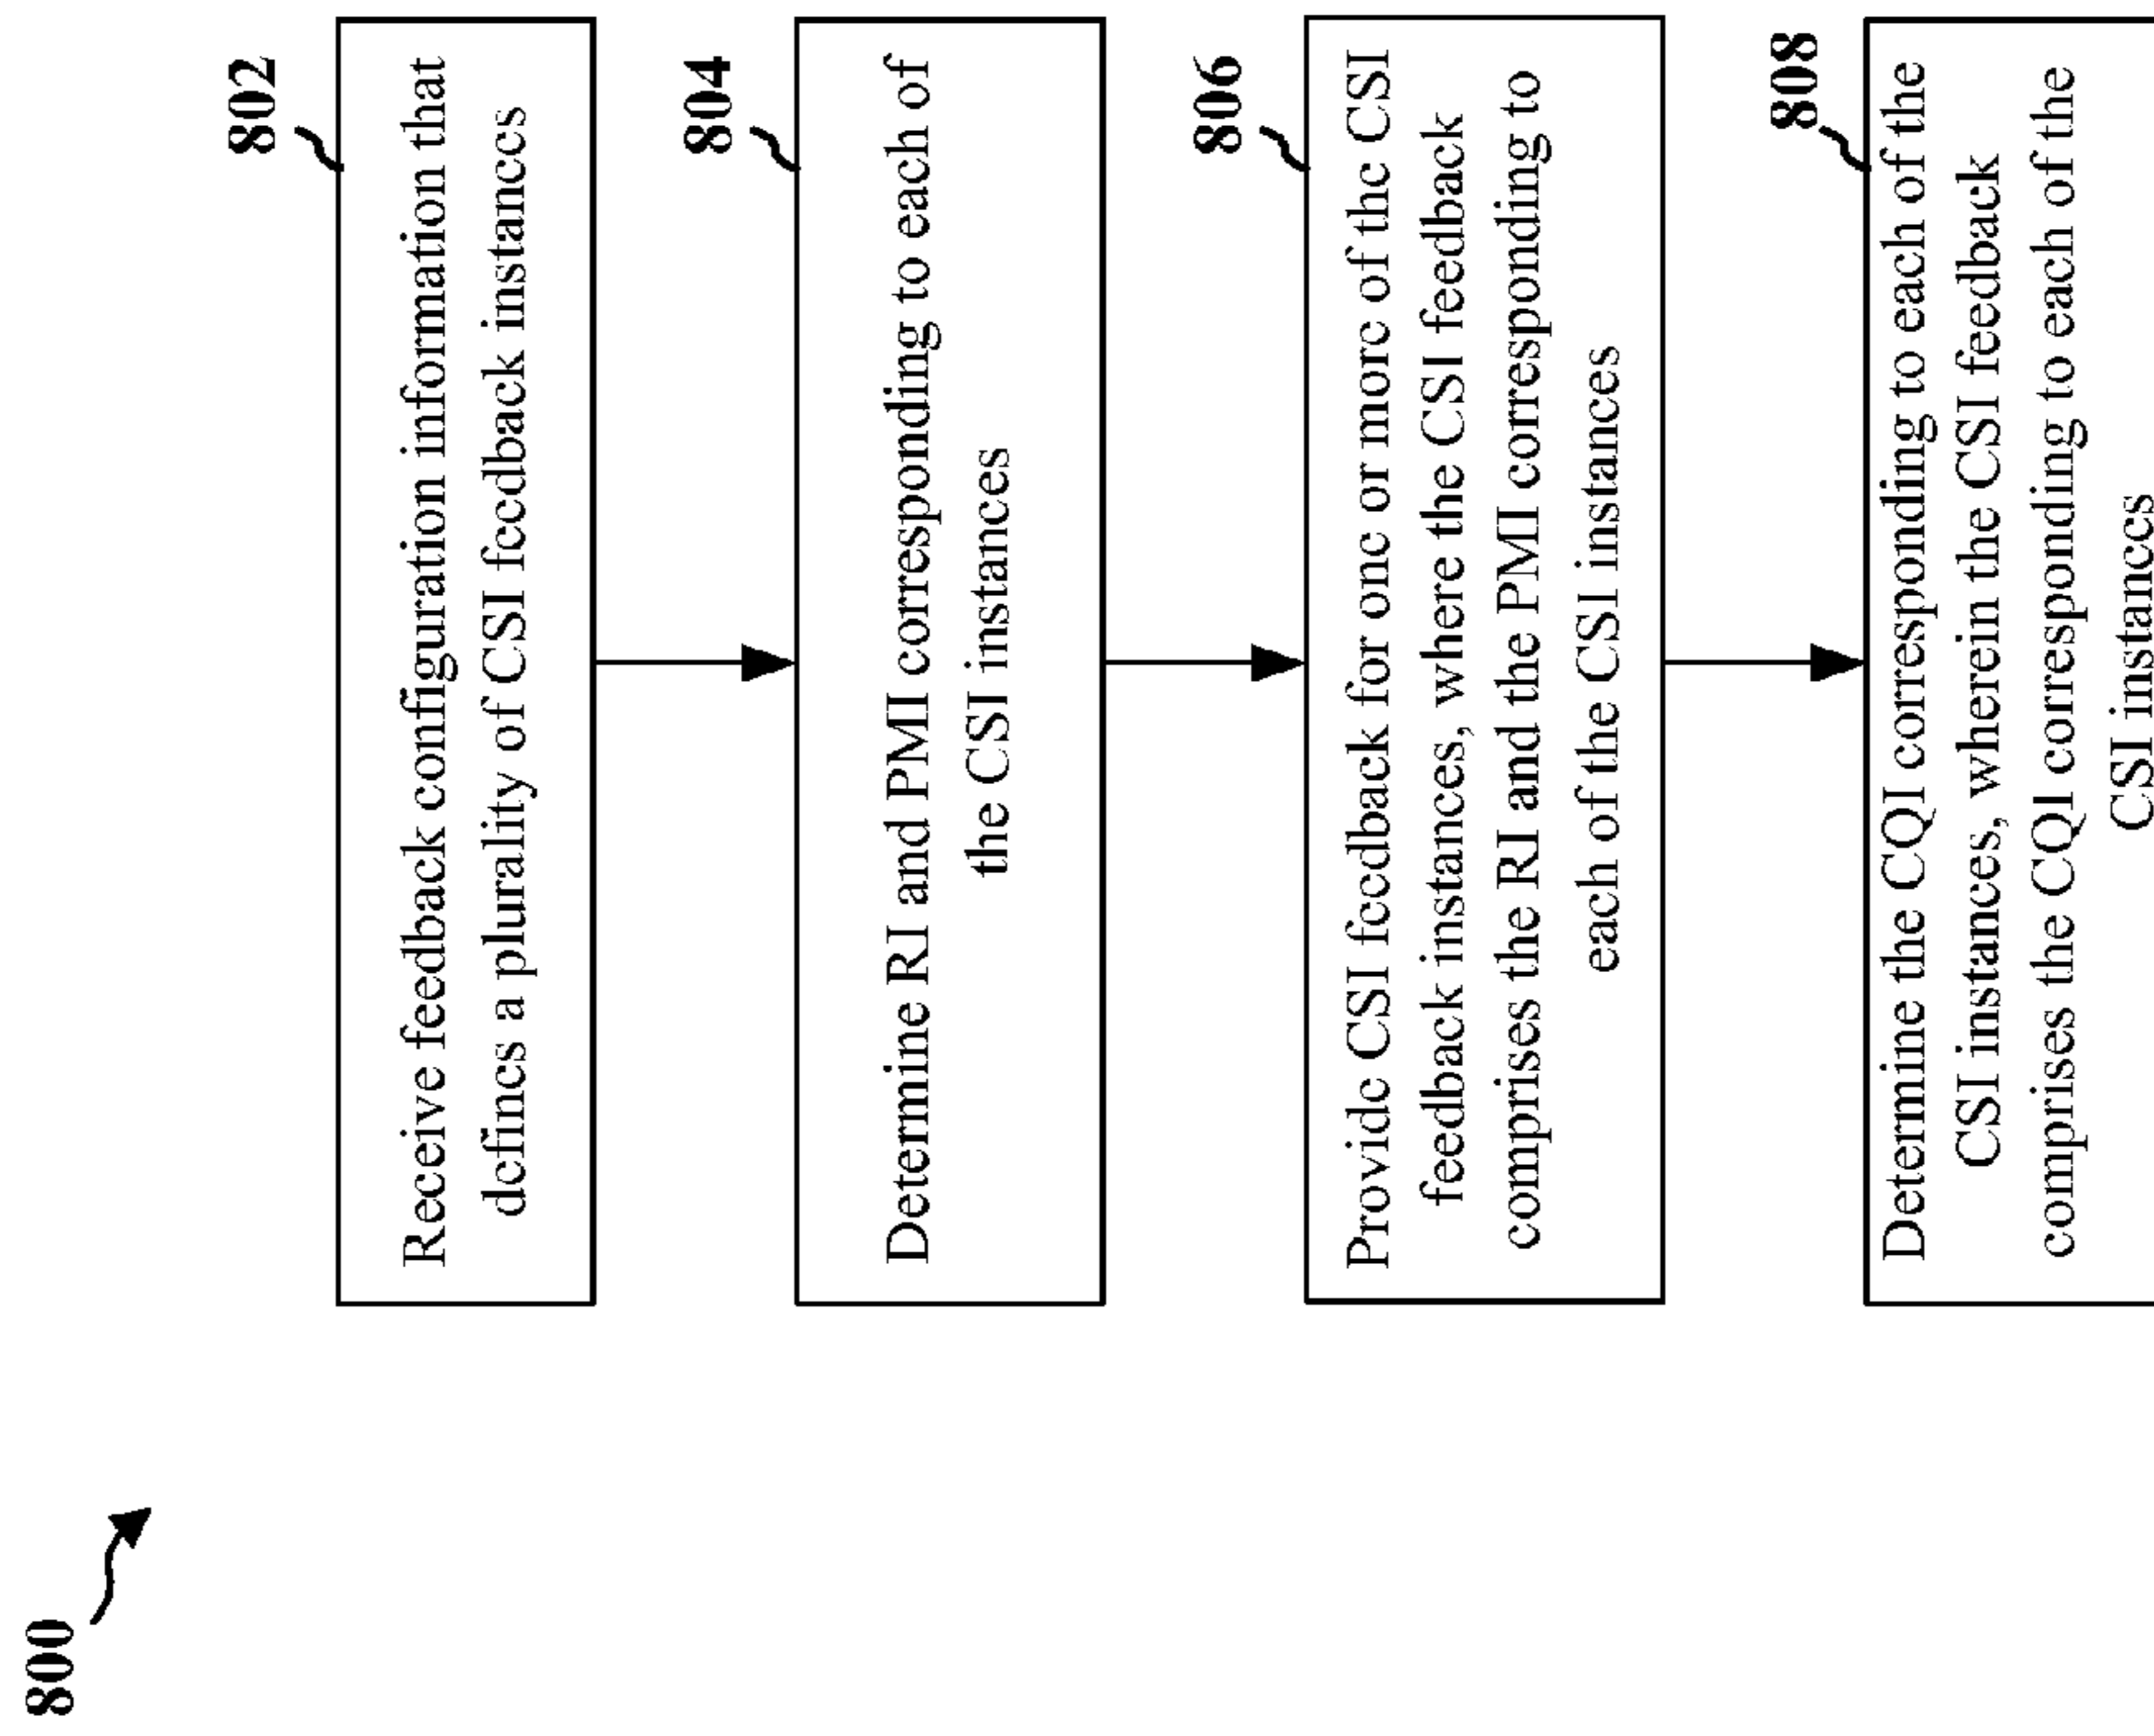 800
802
Receive feedback configuration information that
defines a plurality of CSI feedback instances
804
Determine RI and PMI corresponding to each of
the CSI instances
806
Provide CSI feedback for one or more of the CSI
feedback instances, where the CSI feedback
comprises the RI and the PMI corresponding to
each of the CSI instances
808
Determine the CQI corresponding to each of the
CSI instances, wherein the CSI feedback
comprises the CQI corresponding to each of the
CSI instances